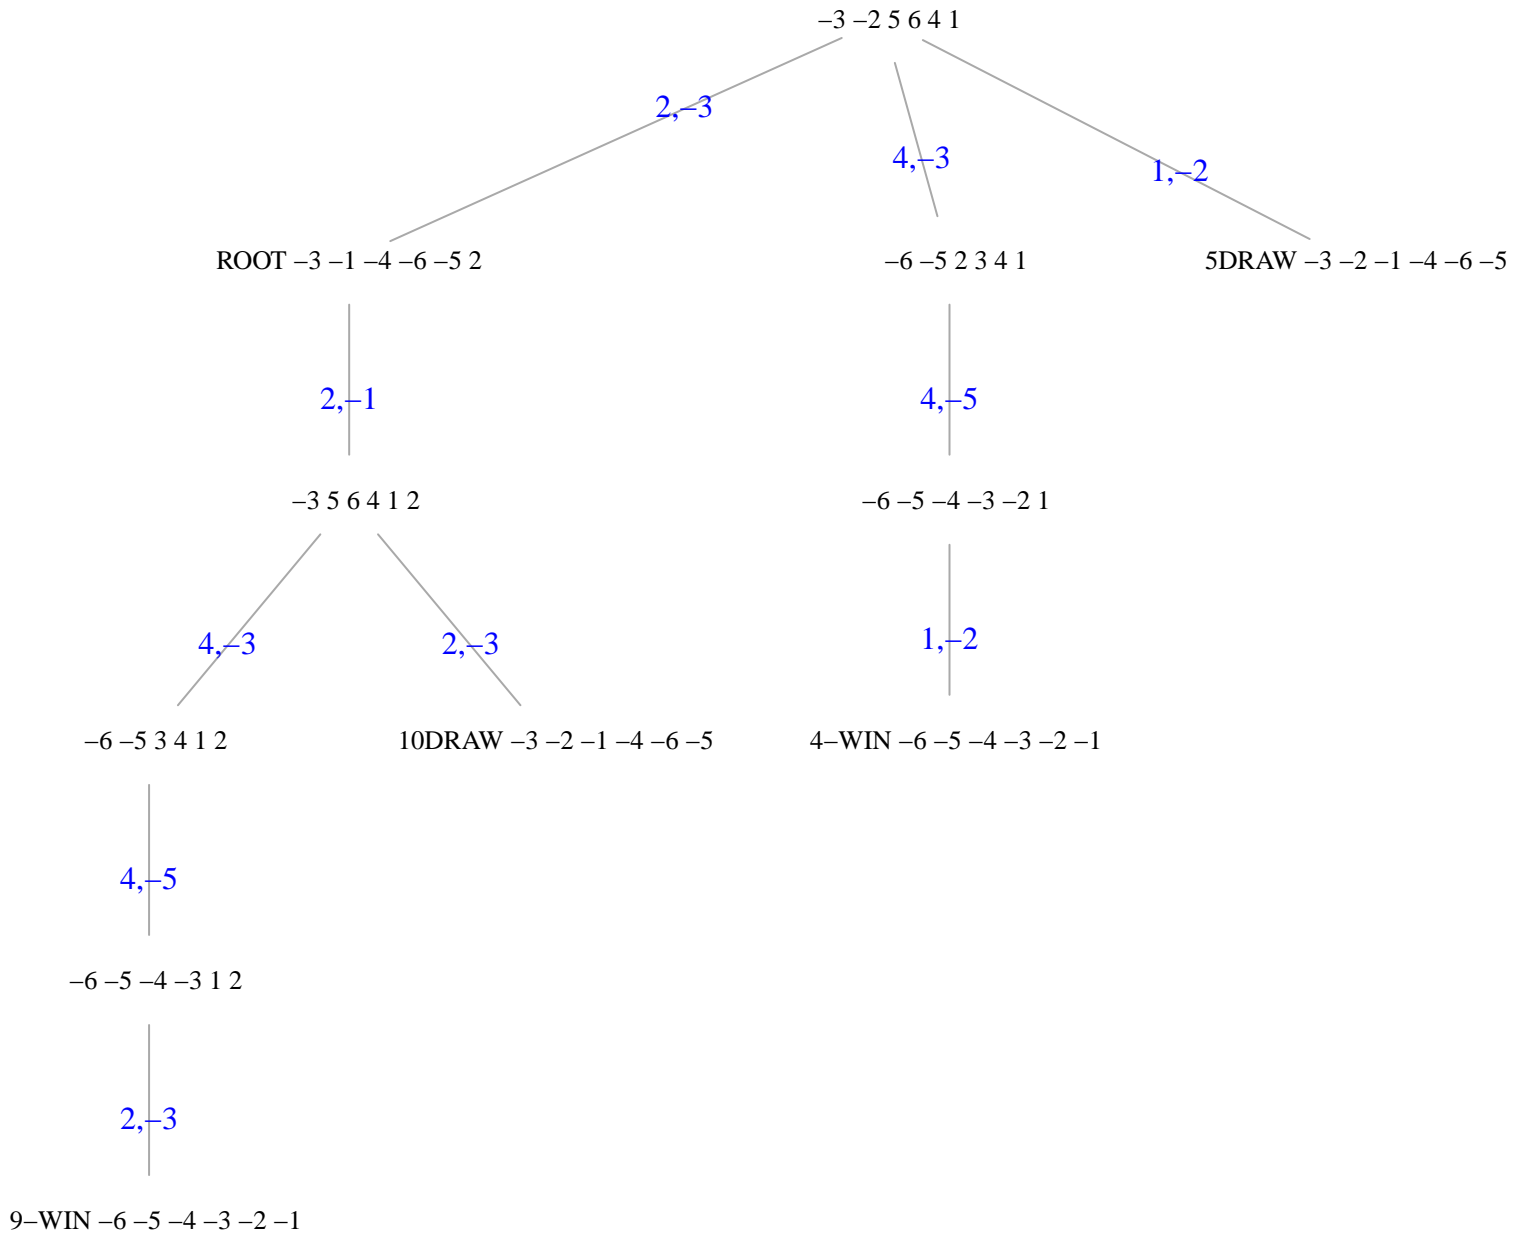 –3 –2 5 6 4 1
2,–3
4,–3
1,–2
ROOT –3 –1 –4 –6 –5 2
–6 –5 2 3 4 1
5DRAW –3 –2 –1 –4 –6 –5
2,–1
4,–5
–3 5 6 4 1 2
–6 –5 –4 –3 –2 1
4,–3
2,–3
1,–2
–6 –5 3 4 1 2
10DRAW –3 –2 –1 –4 –6 –5
4–WIN –6 –5 –4 –3 –2 –1
4,–5
–6 –5 –4 –3 1 2
2,–3
9–WIN –6 –5 –4 –3 –2 –1